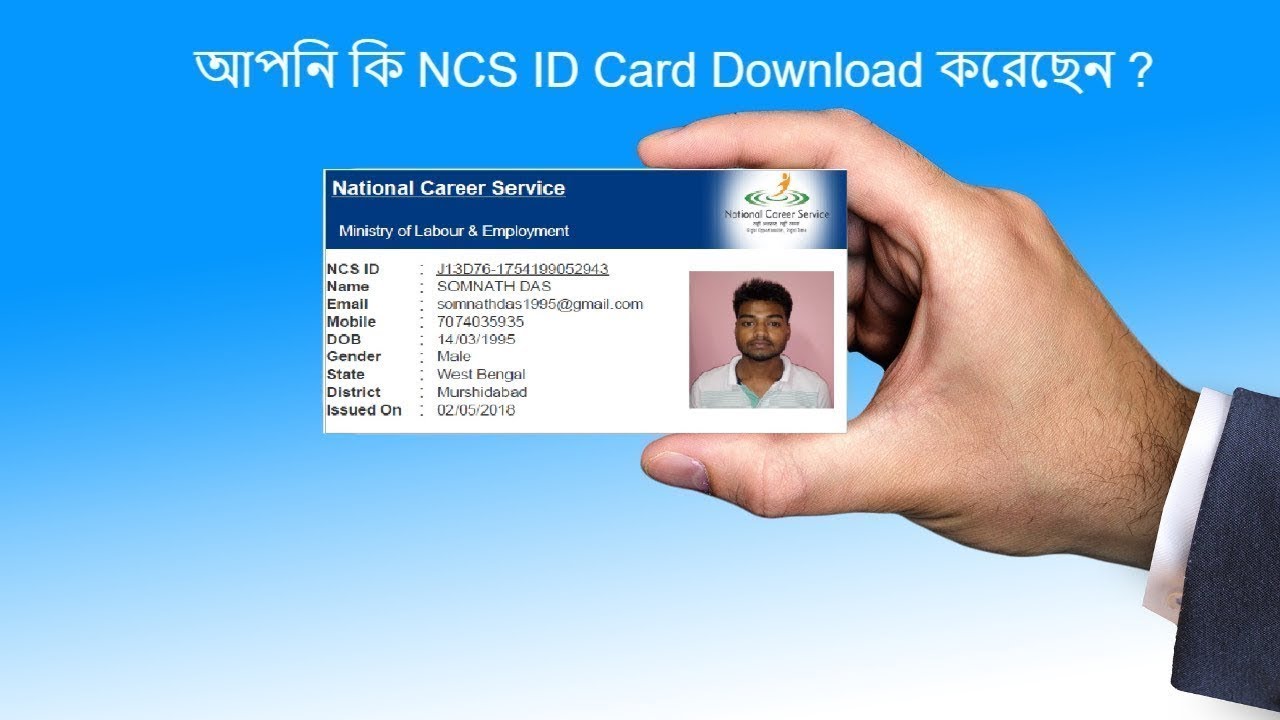 আপনি কি NCS ID Card Download করেছেন ?
National Career Service
Ministry of Labour & Employment
National Career Service
NCS ID : J13D76-1754199052943
Name : SOMNATH DAS
Email : somnathdas1995@gmail.com
Mobile : 7074035935
DOB : 14/03/1995
Gender : Male
State : West Bengal
District : Murshidabad
Issued On : 02/05/2018